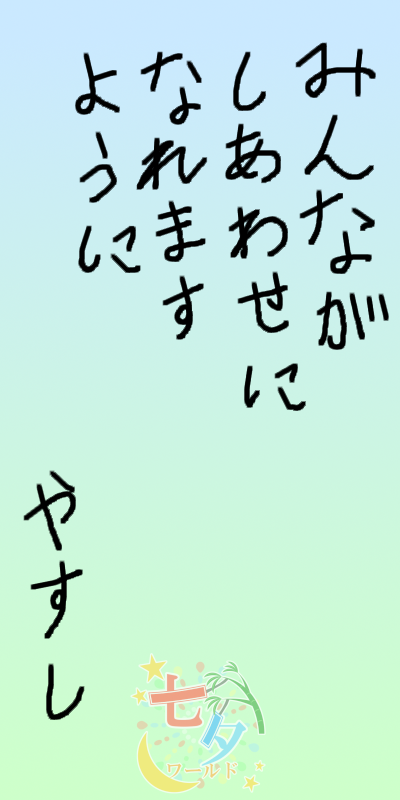 みんなが
しあわせに
なれます
ように
やすし
七夕
ワールド